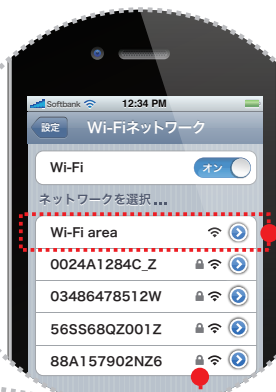 Softbank 12:34 PM
設定 Wi-Fiネットワーク
Wi-Fi オン
ネットワークを選択...
Wi-Fi area
0024A1284C_Z
03486478512W
56SS68QZ001Z
88A157902NZ6